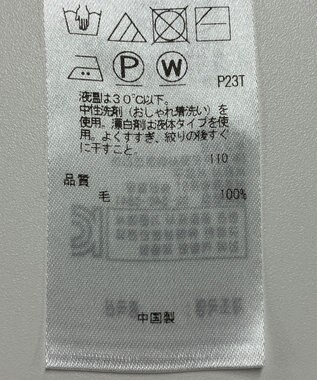 P W
P23T
液温は30℃以下。
中性洗剤(おしゃれ着洗い)を
使用。漂白剤は液体タイプを使
用。よくすすぎ、絞りの後すぐ
に干すこと。
110
品質
毛 100%
中国製